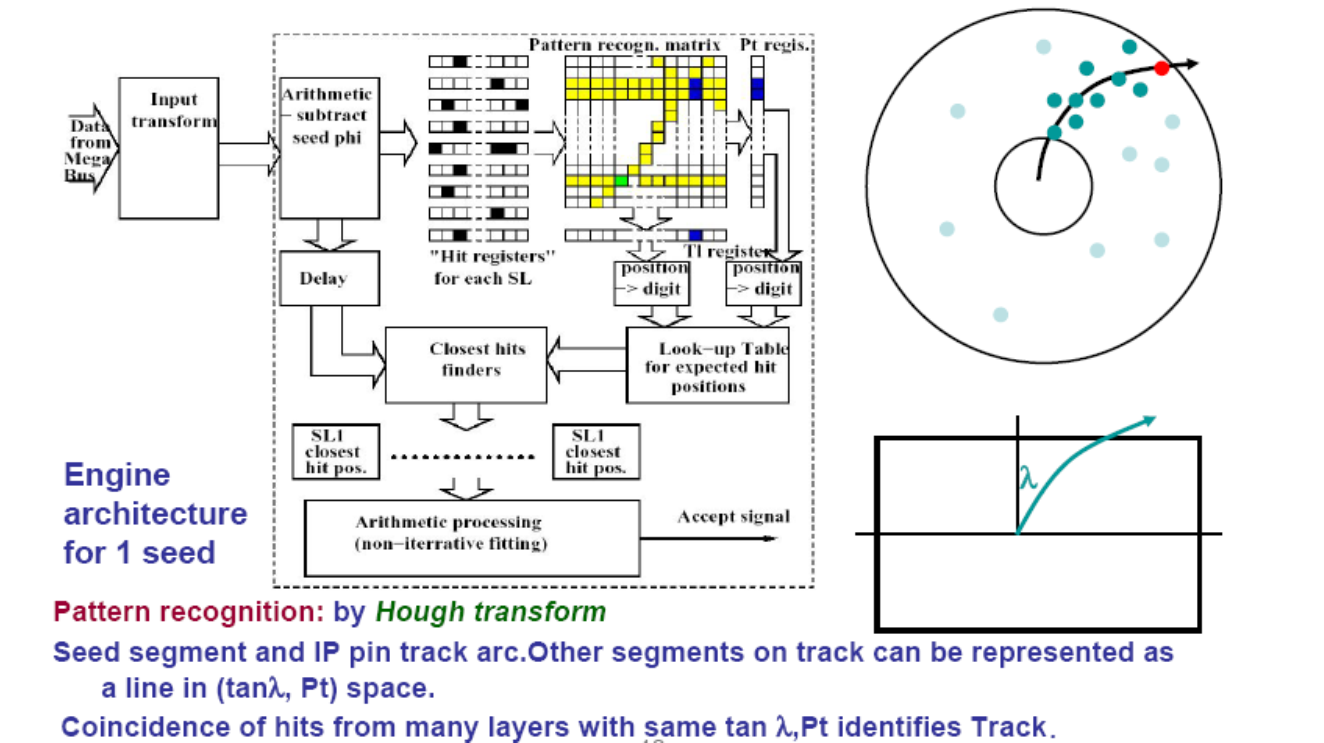 Pattern recogn. matrix
Pt regis.
Input
transform
Arithmetic
– subtract
seed phi
Data
from
Mega
Bus
"Hit registers"
for each SL
Tl register
Delay
position
–> digit
position
–> digit
Closest hits
finders
Look–up Table
for expected hit
positions
SL1
closest
hit pos.
SL1
closest
hit pos.
Arithmetic processing
(non–iterrative fitting)
Accept signal
λ
Engine
architecture
for 1 seed
Pattern recognition: by Hough transform
Seed segment and IP pin track arc.Other segments on track can be represented as
a line in (tanλ, Pt) space.
Coincidence of hits from many layers with same tan λ,Pt identifies Track.